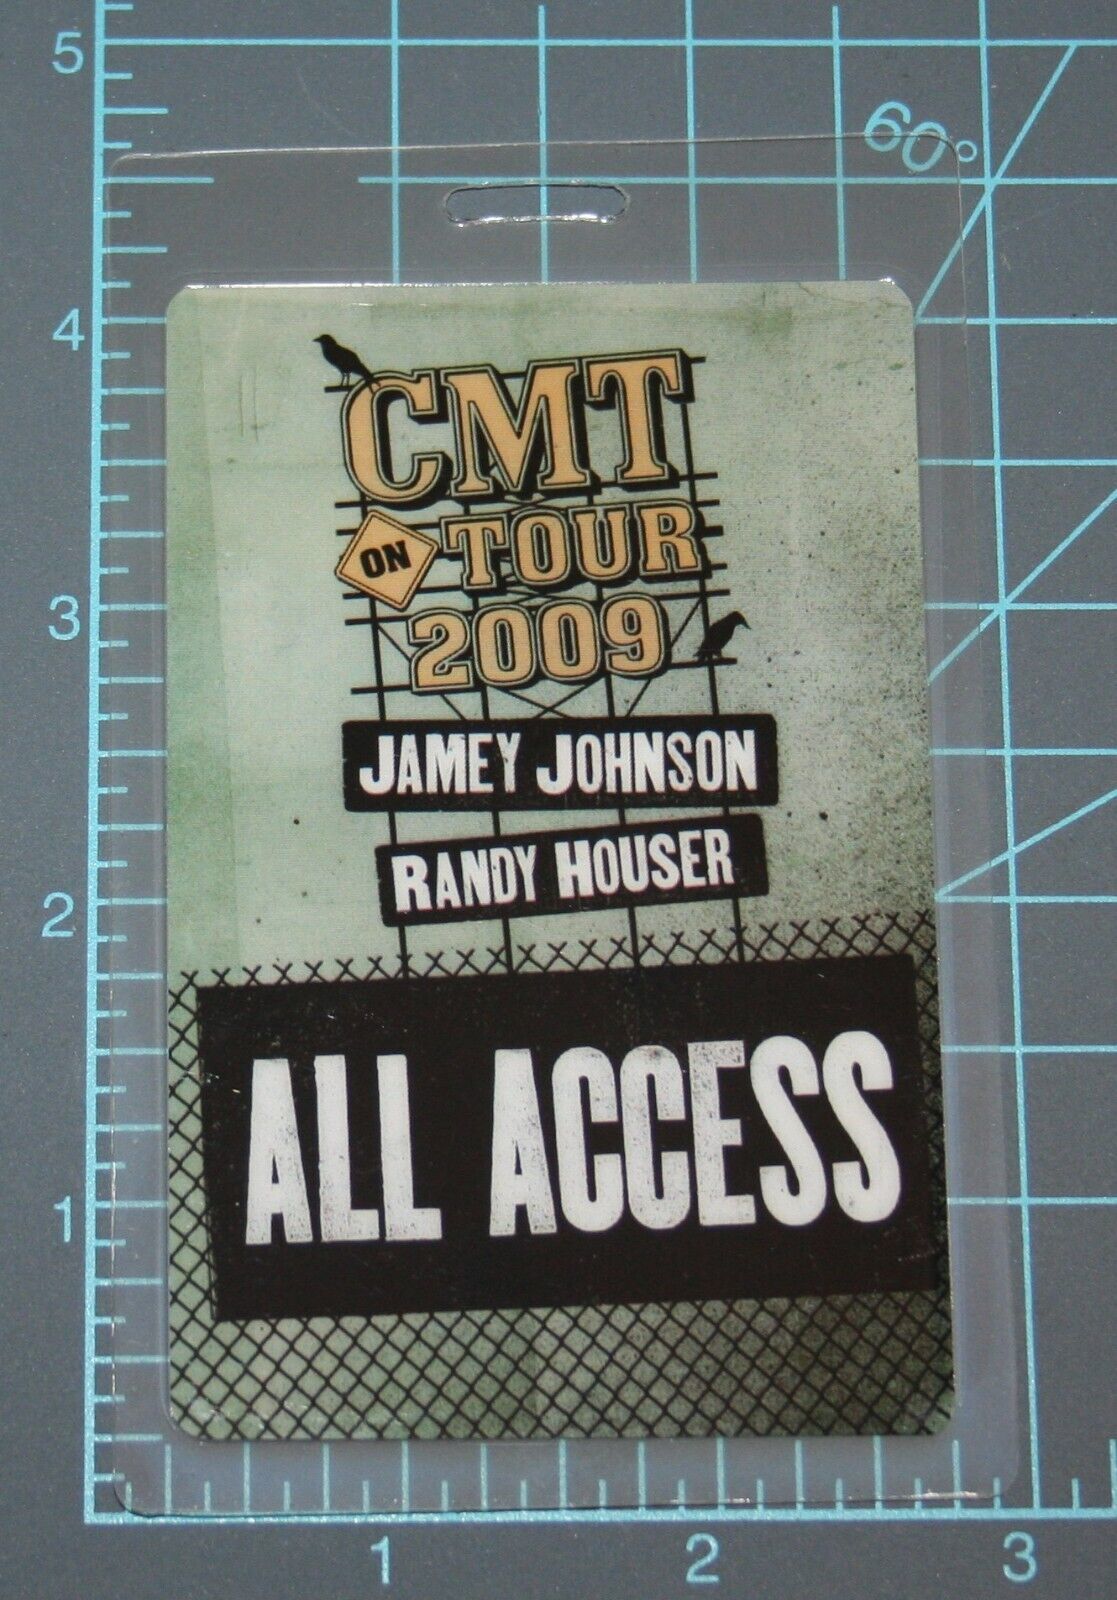 5
60°
4
CMT
ON TOUR
2009
3
JAMEY JOHNSON
RANDY HOUSER
2
ALL ACCESS
1
1 2 3